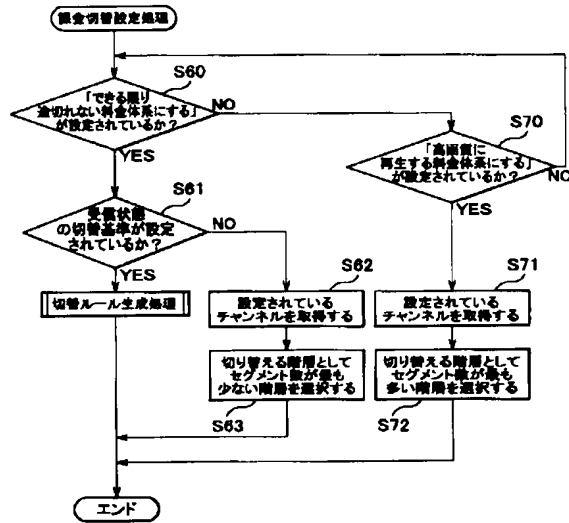 課金切替設定処理
S60
「できる限り
途切れない料金体系にする」
が設定されているか?
NO
YES
S70
「高画質に
再生する料金体系にする」
が設定されているか?
NO
YES
S61
受信状態
の切替基準が設定
されているか?
NO
YES
切替ルール生成処理
S62
設定されている
チャンネルを取得する
切り替える階層として
セグメント数が最も
少ない階層を選択する
S63
S71
設定されている
チャンネルを取得する
切り替える階層として
セグメント数が最も
多い階層を選択する
S72
エンド